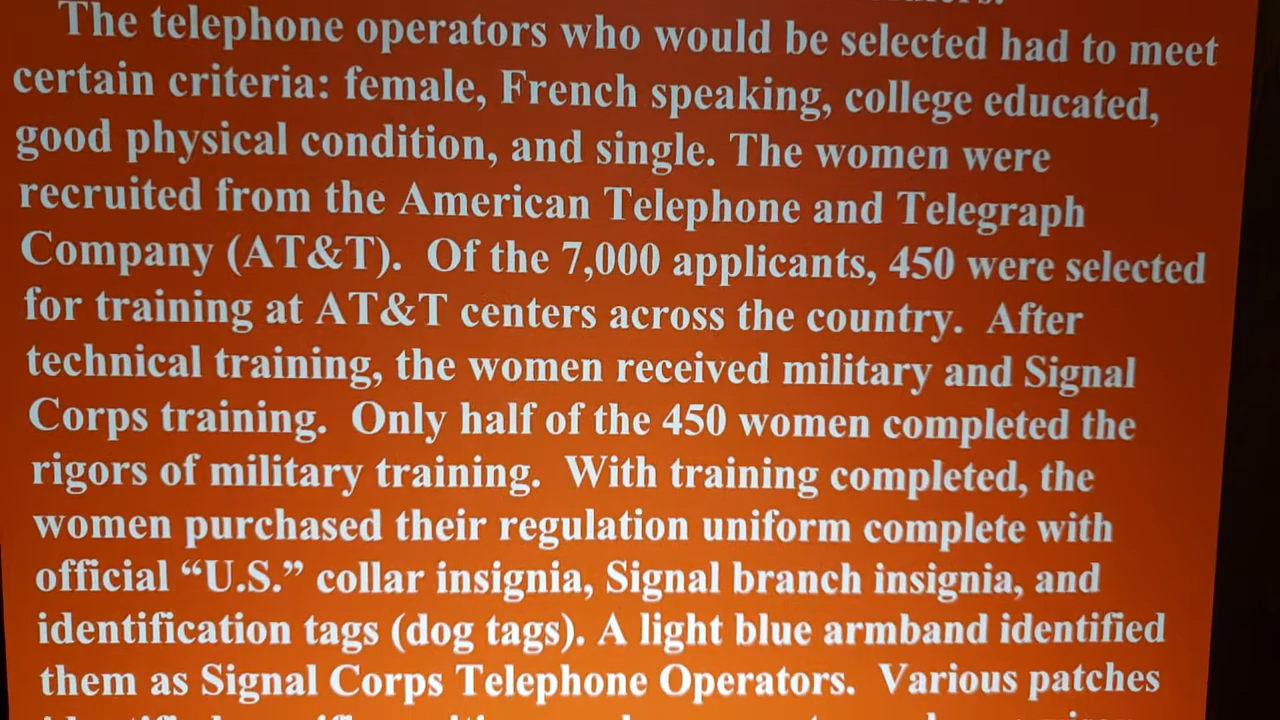 The telephone operators who would be selected had to meet
certain criteria: female, French speaking, college educated,
good physical condition, and single. The women were
recruited from the American Telephone and Telegraph
Company (AT&T).  Of the 7,000 applicants, 450 were selected
for training at AT&T centers across the country.  After
technical training, the women received military and Signal
Corps training.  Only half of the 450 women completed the
rigors of military training.  With training completed, the
women purchased their regulation uniform complete with
official “U.S.” collar insignia, Signal branch insignia, and
identification tags (dog tags). A light blue armband identified
them as Signal Corps Telephone Operators.  Various patches